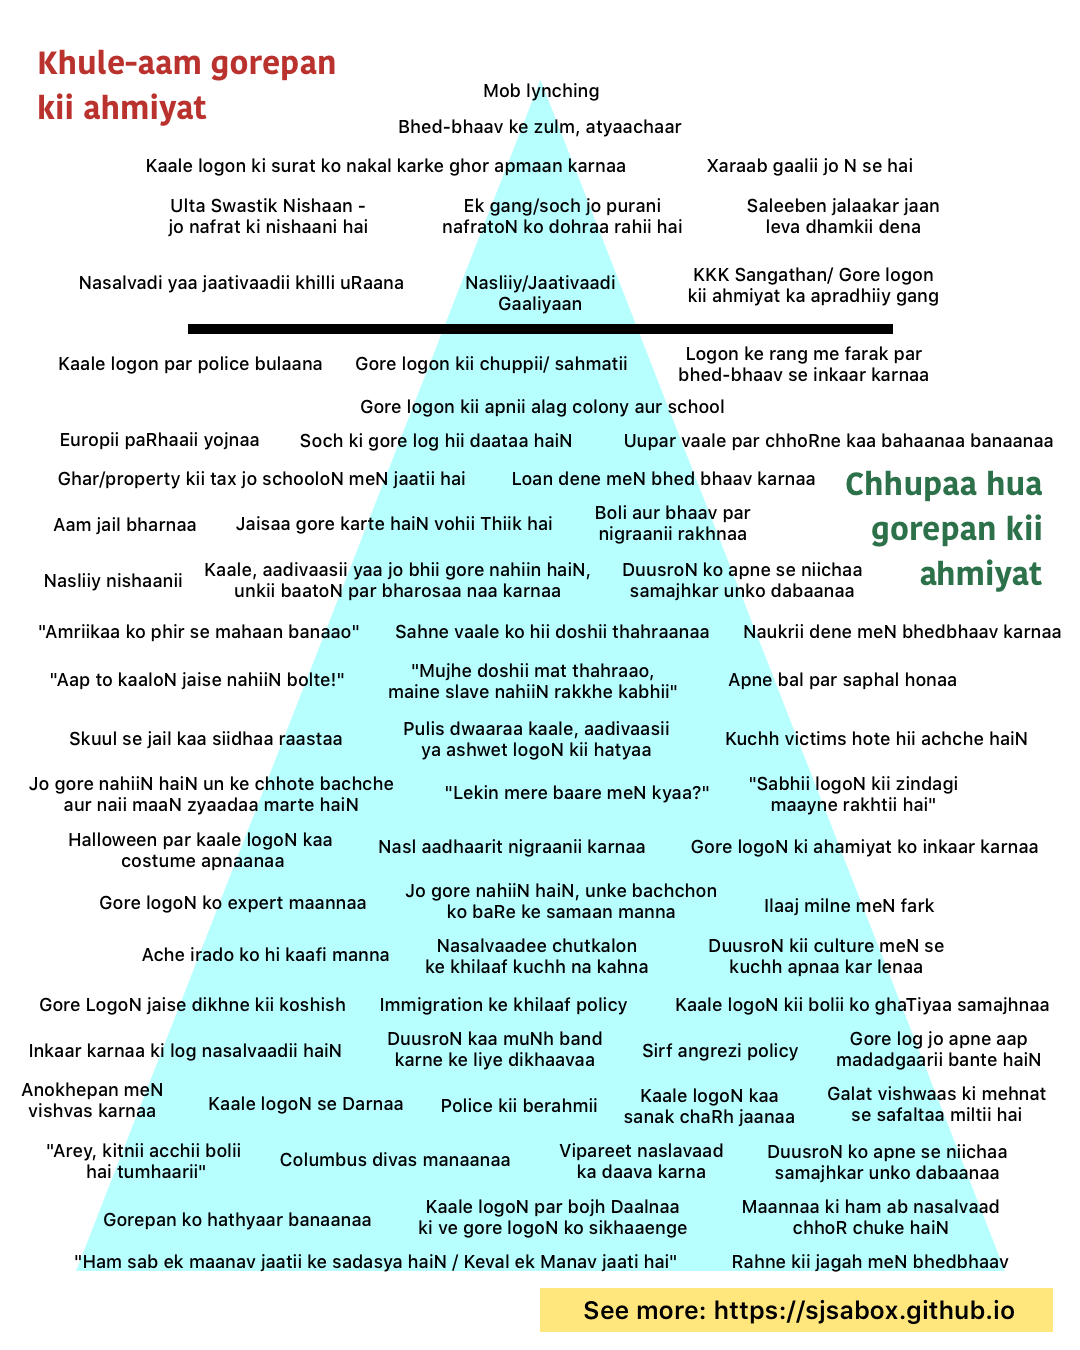 Khule-aam gorepan
kii ahmiyat
Mob lynching
Bhed-bhaav ke zulm, atyaachaar
Kaale logon ki surat ko nakal karke ghor apmaan karnaa
Xaraab gaalii jo N se hai
Ulta Swastik Nishaan -
jo nafrat ki nishaani hai
Ek gang/soch jo purani
nafratoN ko dohraa rahii hai
Saleeben jalaakar jaan
leva dhamkii dena
Nasalvadi yaa jaativaadii khilli uRaana
Nasliiy/Jaativaadi
Gaaliyaan
KKK Sangathan/ Gore logon
kii ahmiyat ka apradhiiy gang
Kaale logon par police bulaana
Gore logon kii chuppii/ sahmatii
Logon ke rang me farak par
bhed-bhaav se inkaar karnaa
Gore logon kii apnii alag colony aur school
Europii paRhaaii yojnaa
Soch ki gore log hii daataa haiN
Uupar vaale par chhoRne kaa bahaanaa banaanaa
Ghar/property kii tax jo schooloN meN jaatii hai
Loan dene meN bhed bhaav karnaa
Chhupaa hua
gorepan kii
ahmiyat
Aam jail bharnaa
Jaisaa gore karte haiN vohii Thiik hai
Boli aur bhaav par
nigraanii rakhnaa
Nasliiy nishaanii
Kaale, aadivaasii yaa jo bhii gore nahiin haiN,
unkii baatoN par bharosaa naa karnaa
DuusroN ko apne se niichaa
samajhkar unko dabaanaa
"Amriikaa ko phir se mahaan banaao"
Sahne vaale ko hii doshii thahraanaa
Naukrii dene meN bhedbhaav karnaa
"Aap to kaaloN jaise nahiiN bolte!"
"Mujhe doshii mat thahraao,
maine slave nahiiN rakkhe kabhii"
Apne bal par saphal honaa
Skuul se jail kaa siidhaa raastaa
Pulis dwaaraa kaale, aadivaasii
ya ashwet logoN kii hatyaa
Kuchh victims hote hii achche haiN
Jo gore nahiiN haiN un ke chhote bachche
aur naii maaN zyaadaa marte haiN
"Lekin mere baare meN kyaa?"
"Sabhii logoN kii zindagi
maayne rakhtii hai"
Halloween par kaale logoN kaa
costume apnaanaa
Nasl aadhaarit nigraanii karnaa
Gore logoN ki ahamiyat ko inkaar karnaa
Gore logoN ko expert maannaa
Jo gore nahiiN haiN, unke bachchon
ko baRe ke samaan manna
Ilaaj milne meN fark
Ache irado ko hi kaafi manna
Nasalvaadee chutkalon
ke khilaaf kuchh na kahna
DuusroN kii culture meN se
kuchh apnaa kar lenaa
Gore LogoN jaise dikhne kii koshish
Immigration ke khilaaf policy
Kaale logoN kii bolii ko ghaTiyaa samajhnaa
Inkaar karnaa ki log nasalvaadii haiN
DuusroN kaa muNh band
karne ke liye dikhaavaa
Sirf angrezi policy
Gore log jo apne aap
madadgaarii bante haiN
Anokhepan meN
vishvas karnaa
Kaale logoN se Darnaa
Police kii berahmii
Kaale logoN kaa
sanak chaRh jaanaa
Galat vishwaas ki mehnat
se safaltaa miltii hai
"Arey, kitnii acchii bolii
hai tumhaarii"
Columbus divas manaanaa
Vipareet naslavaad
ka daava karna
DuusroN ko apne se niichaa
samajhkar unko dabaanaa
Gorepan ko hathyaar banaanaa
Kaale logoN par bojh Daalnaa
ki ve gore logoN ko sikhaaenge
Maannaa ki ham ab nasalvaad
chhoR chuke haiN
"Ham sab ek maanav jaatii ke sadasya haiN / Keval ek Manav jaati hai"
Rahne kii jagah meN bhedbhaav
See more: https://sjsabox.github.io